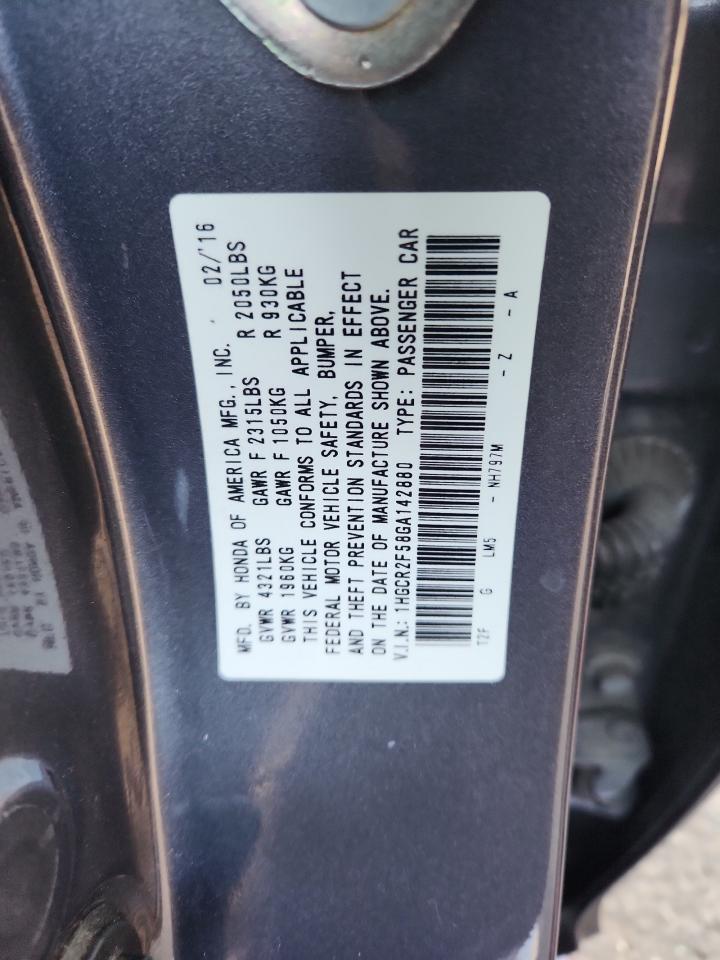 MFD. BY HONDA OF AMERICA MFG., INC. 02/'16
GVWR 4321LBS GAWR F 2315LBS R 2050LBS
GVWR 1960KG GAWR F 1050KG R 930KG
THIS VEHICLE CONFORMS TO ALL APPLICABLE
FEDERAL MOTOR VEHICLE SAFETY, BUMPER,
AND THEFT PREVENTION STANDARDS IN EFFECT
ON THE DATE OF MANUFACTURE SHOWN ABOVE.
V.I.N.: 1HGCR2F58GA142880 TYPE: PASSENGER CAR
T2F G LM5 - NH797M - Z - A